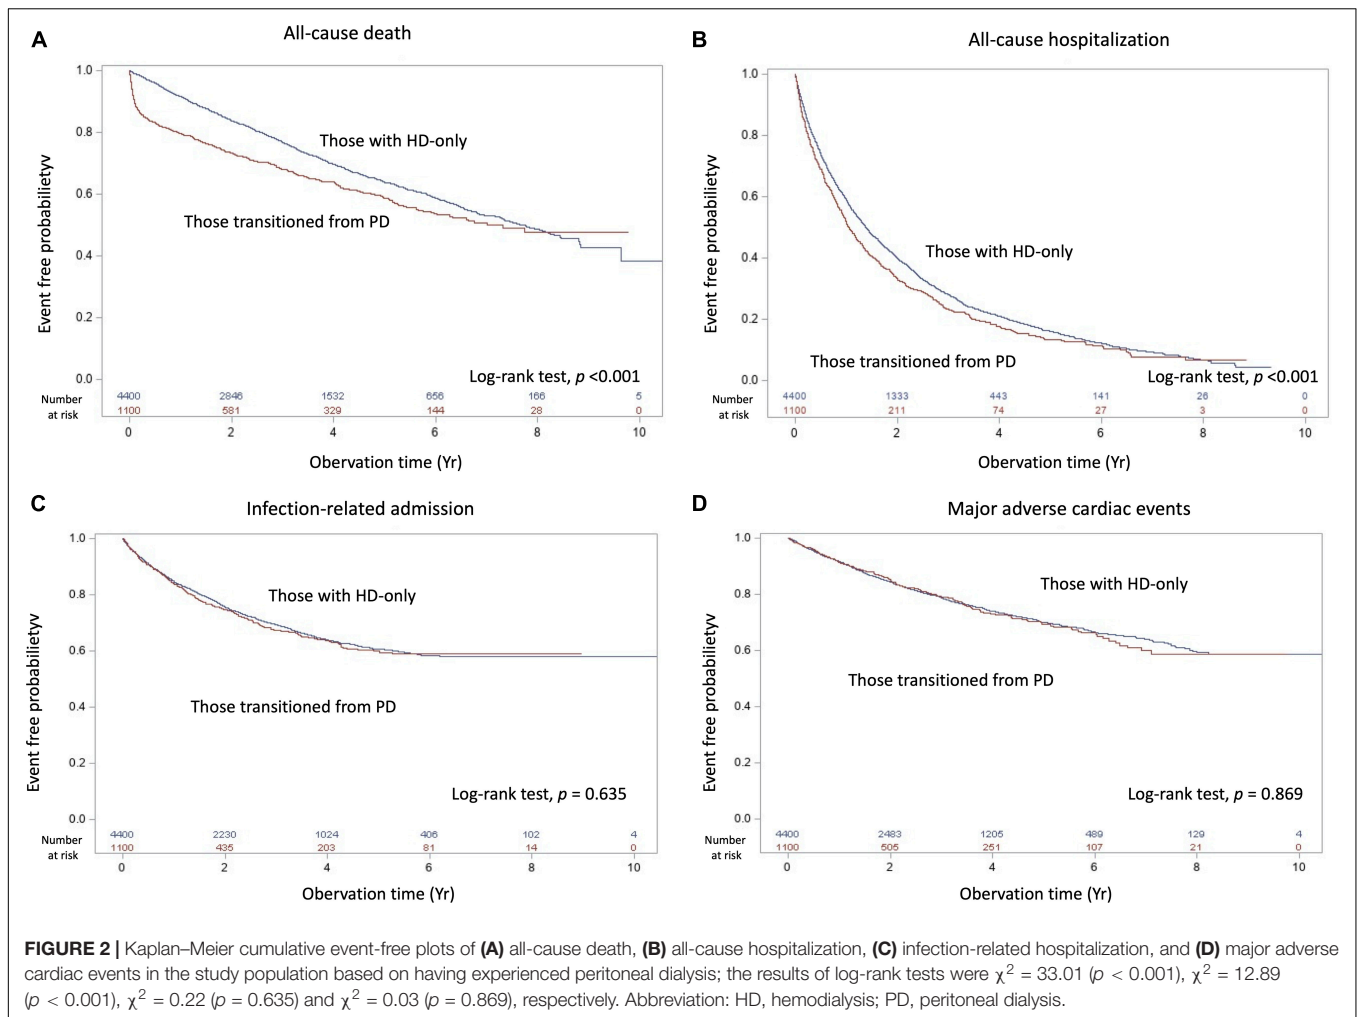 A
All-cause death
Event free probabilietyv
1.0
0.8
0.6
0.4
0.2
0.0
Those with HD-only
Those transitioned from PD
Log-rank test, p <0.001
Number at risk
4400 2846 1532 656 166 5
1100 581 329 144 28 0
0 2 4 6 8 10
Obervation time (Yr)
B
All-cause hospitalization
Event free probabilietyv
1.0
0.8
0.6
0.4
0.2
0.0
Those with HD-only
Those transitioned from PD
Log-rank test, p <0.001
Number at risk
4400 1333 443 141 26 0
1100 211 74 27 3 0
0 2 4 6 8 10
Obervation time (Yr)
C
Infection-related admission
Event free probabilietyv
1.0
0.8
0.6
0.4
0.2
0.0
Those with HD-only
Those transitioned from PD
Log-rank test, p = 0.635
Number at risk
4400 2230 1024 406 102 4
1100 435 203 81 14 0
0 2 4 6 8 10
Obervation time (Yr)
D
Major adverse cardiac events
Event free probabilietyv
1.0
0.8
0.6
0.4
0.2
0.0
Those with HD-only
Those transitioned from PD
Log-rank test, p = 0.869
Number at risk
4400 2483 1205 489 129 4
1100 505 251 107 21 0
0 2 4 6 8 10
Obervation time (Yr)
FIGURE 2 | Kaplan–Meier cumulative event-free plots of (A) all-cause death, (B) all-cause hospitalization, (C) infection-related hospitalization, and (D) major adverse
cardiac events in the study population based on having experienced peritoneal dialysis; the results of log-rank tests were χ² = 33.01 (p < 0.001), χ² = 12.89
(p < 0.001), χ² = 0.22 (p = 0.635) and χ² = 0.03 (p = 0.869), respectively. Abbreviation: HD, hemodialysis; PD, peritoneal dialysis.